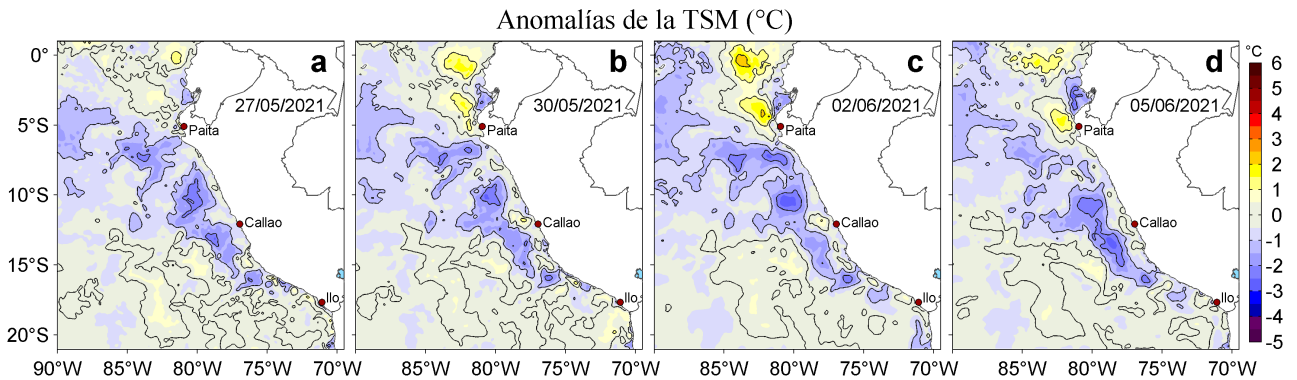 Anomalías de la TSM (°C)
a
b
c
d
27/05/2021
30/05/2021
02/06/2021
05/06/2021
0°
5°S
10°S
15°S
20°S
Paita
Callao
Ilo
Paita
Callao
Ilo
Paita
Callao
Ilo
Paita
Callao
Ilo
90°W 85°W 80°W 75°W 70°W
85°W 80°W 75°W 70°W
85°W 80°W 75°W 70°W
85°W 80°W 75°W 70°W
°C
6
5
4
3
2
1
0
-1
-2
-3
-4
-5